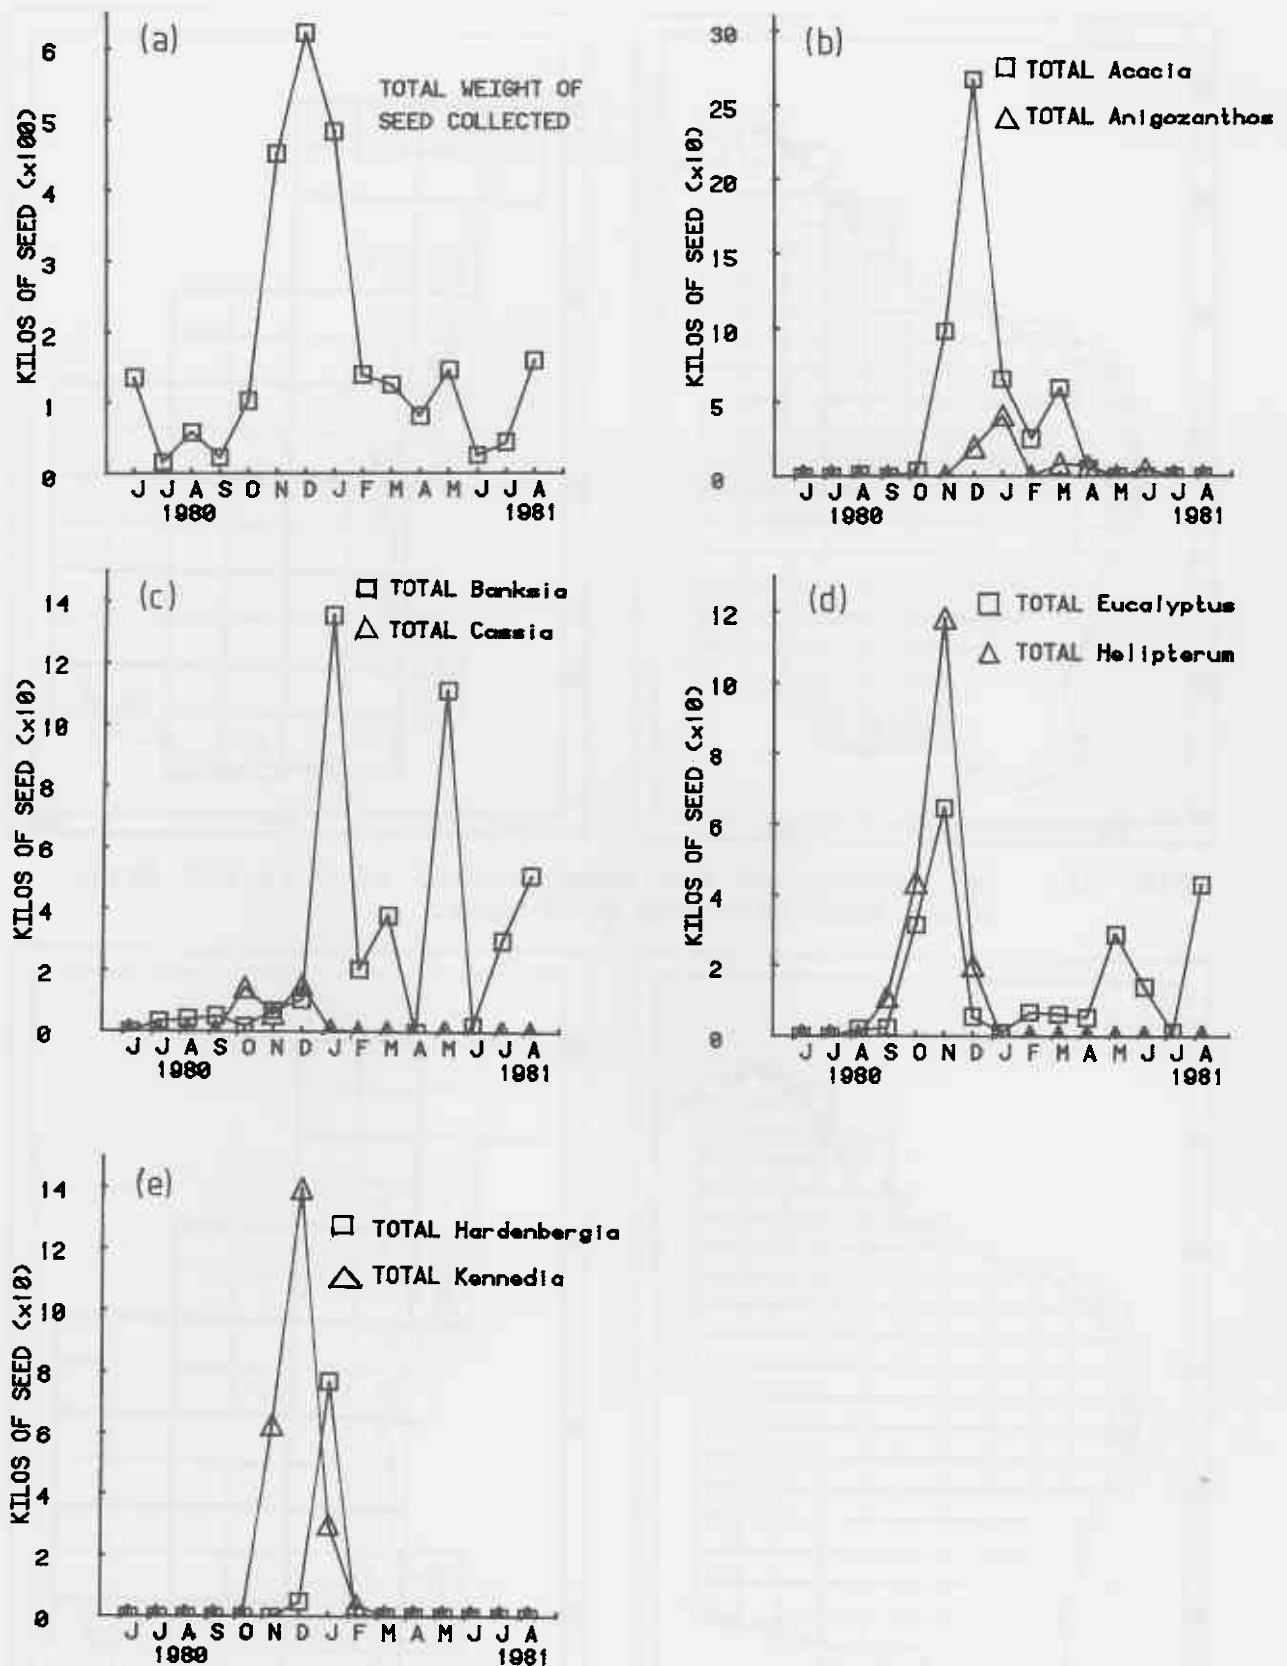 (a)
TOTAL WEIGHT OF
SEED COLLECTED
KILOS OF SEED (x100)
6
5
4
3
2
1
0
J J A S O N D J F M A M J J A
1980 1981
(b)
TOTAL Acacia
TOTAL Anigozanthos
KILOS OF SEED (x10)
30
25
20
15
10
5
0
J J A S O N D J F M A M J J A
1980 1981
(c)
TOTAL Banksia
TOTAL Cassia
KILOS OF SEED (x10)
14
12
10
8
6
4
2
0
J J A S O N D J F M A M J J A
1980 1981
(d)
TOTAL Eucalyptus
TOTAL Helipterum
KILOS OF SEED (x10)
12
10
8
6
4
2
0
J J A S O N D J F M A M J J A
1980 1981
(e)
TOTAL Hardenbergia
TOTAL Kennedia
KILOS OF SEED (x10)
14
12
10
8
6
4
2
0
J J A S O N D J F M A M J J A
1980 1981